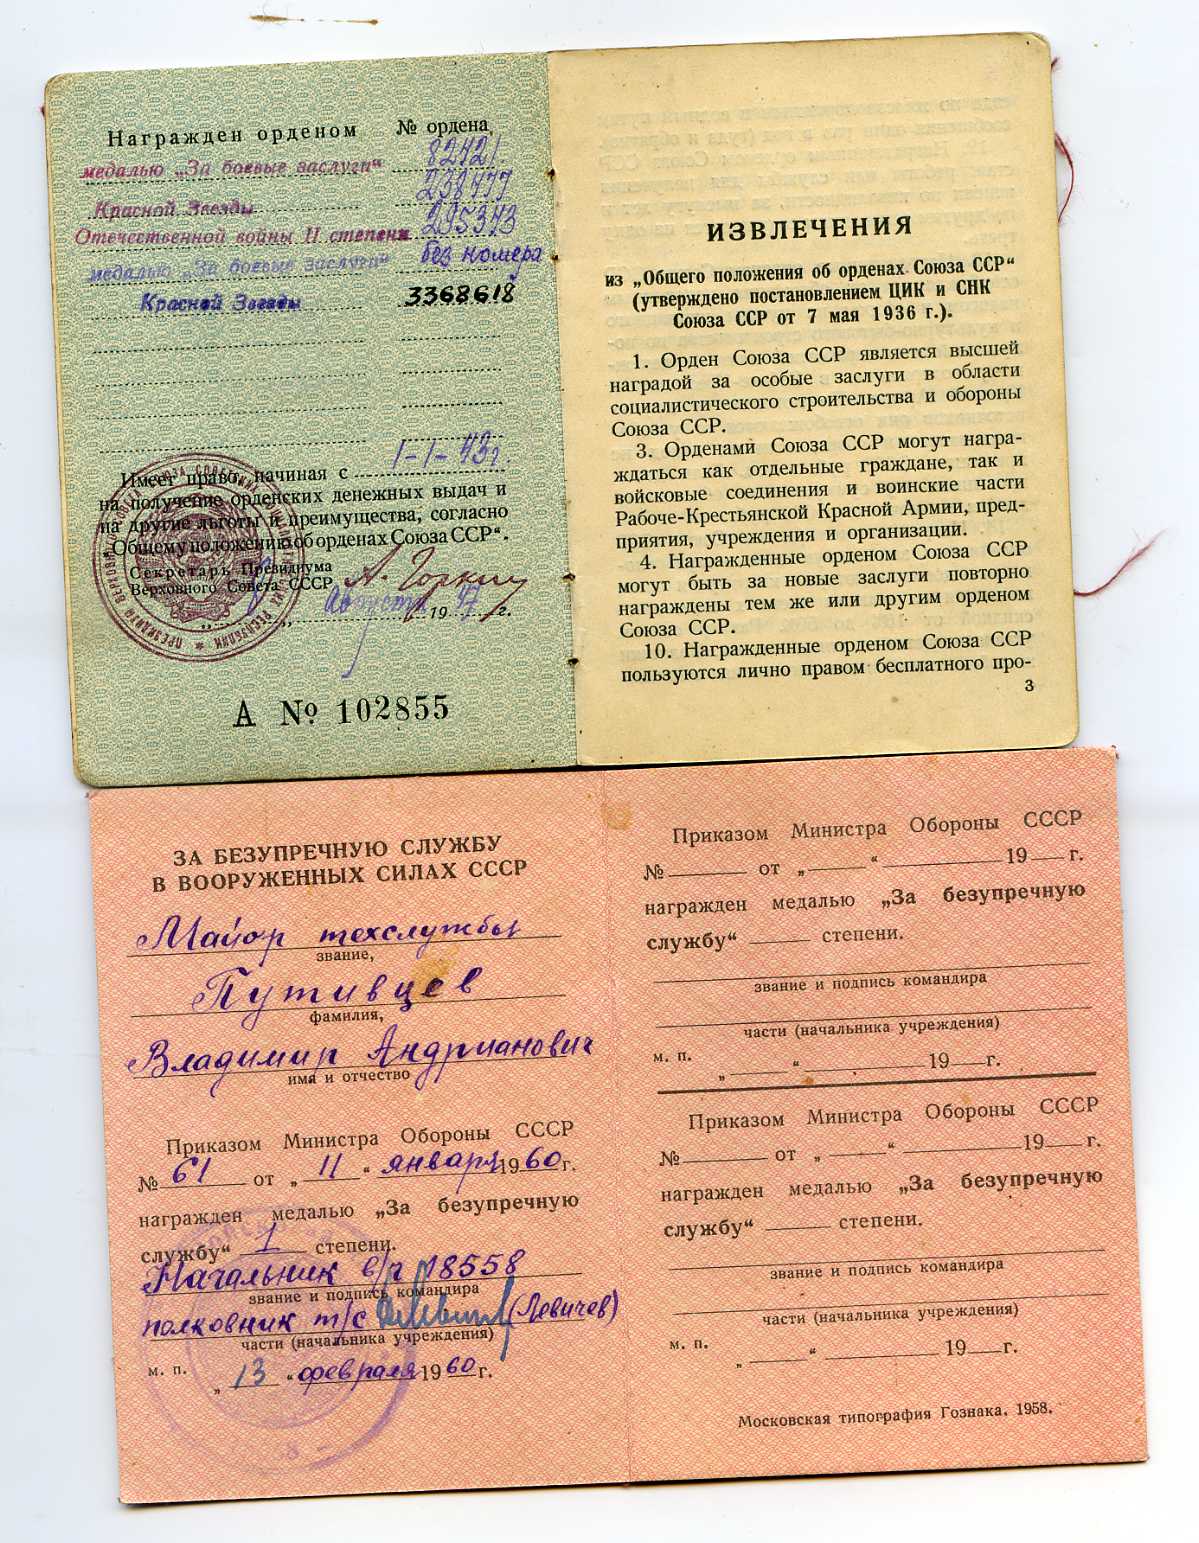 Награжден орденом № ордена
медалью „За боевые заслуги“ 82421.
Красной Звезды 238477
Отечественной войны II степени 295343
медалью „За боевые заслуги“ без номера
Красной Звезды 3368618
Имеет право, начиная с 1-1-43г.
на получение орденских денежных выдач и
на другие льготы и преимущества, согласно
„Общему положению об орденах Союза ССР“.
Секретарь Президиума
Верховного Совета СССР А. Горкин
августа 1947 г.
А № 102855
ИЗВЛЕЧЕНИЯ
из „Общего положения об орденах Союза ССР“
(утверждено постановлением ЦИК и СНК
Союза ССР от 7 мая 1936 г.).
1. Орден Союза ССР является высшей
наградой за особые заслуги в области
социалистического строительства и обороны
Союза ССР.
3. Орденами Союза ССР могут награ-
ждаться как отдельные граждане, так и
войсковые соединения и воинские части
Рабоче-Крестьянской Красной Армии, пред-
приятия, учреждения и организации.
4. Награжденные орденом Союза ССР
могут быть за новые заслуги повторно
награждены тем же или другим орденом
Союза ССР.
10. Награжденные орденом Союза ССР
пользуются лично правом бесплатного про-
3
ЗА БЕЗУПРЕЧНУЮ СЛУЖБУ
В ВООРУЖЕННЫХ СИЛАХ СССР
Майор техслужбы
звание,
Путивцев
фамилия,
Владимир Андрианович
имя и отчество
Приказом Министра Обороны СССР
№ 61 от „ 11 “ января 1960 г.
награжден медалью „За безупречную
службу“ 1 степени.
Начальник в/ч 18558
звание и подпись командира
полковник т/с (Левичев)
части (начальника учреждения)
м. п.
„ 13 “ февраля 1960 г.
Приказом Министра Обороны СССР
№ от „ “ 19 г.
награжден медалью „За безупречную
службу“ степени.
звание и подпись командира
части (начальника учреждения)
м. п.
„ “ 19 г.
Приказом Министра Обороны СССР
№ от „ “ 19 г.
награжден медалью „За безупречную
службу“ степени.
звание и подпись командира
части (начальника учреждения)
м. п.
„ “ 19 г.
Московская типография Гознака. 1958.